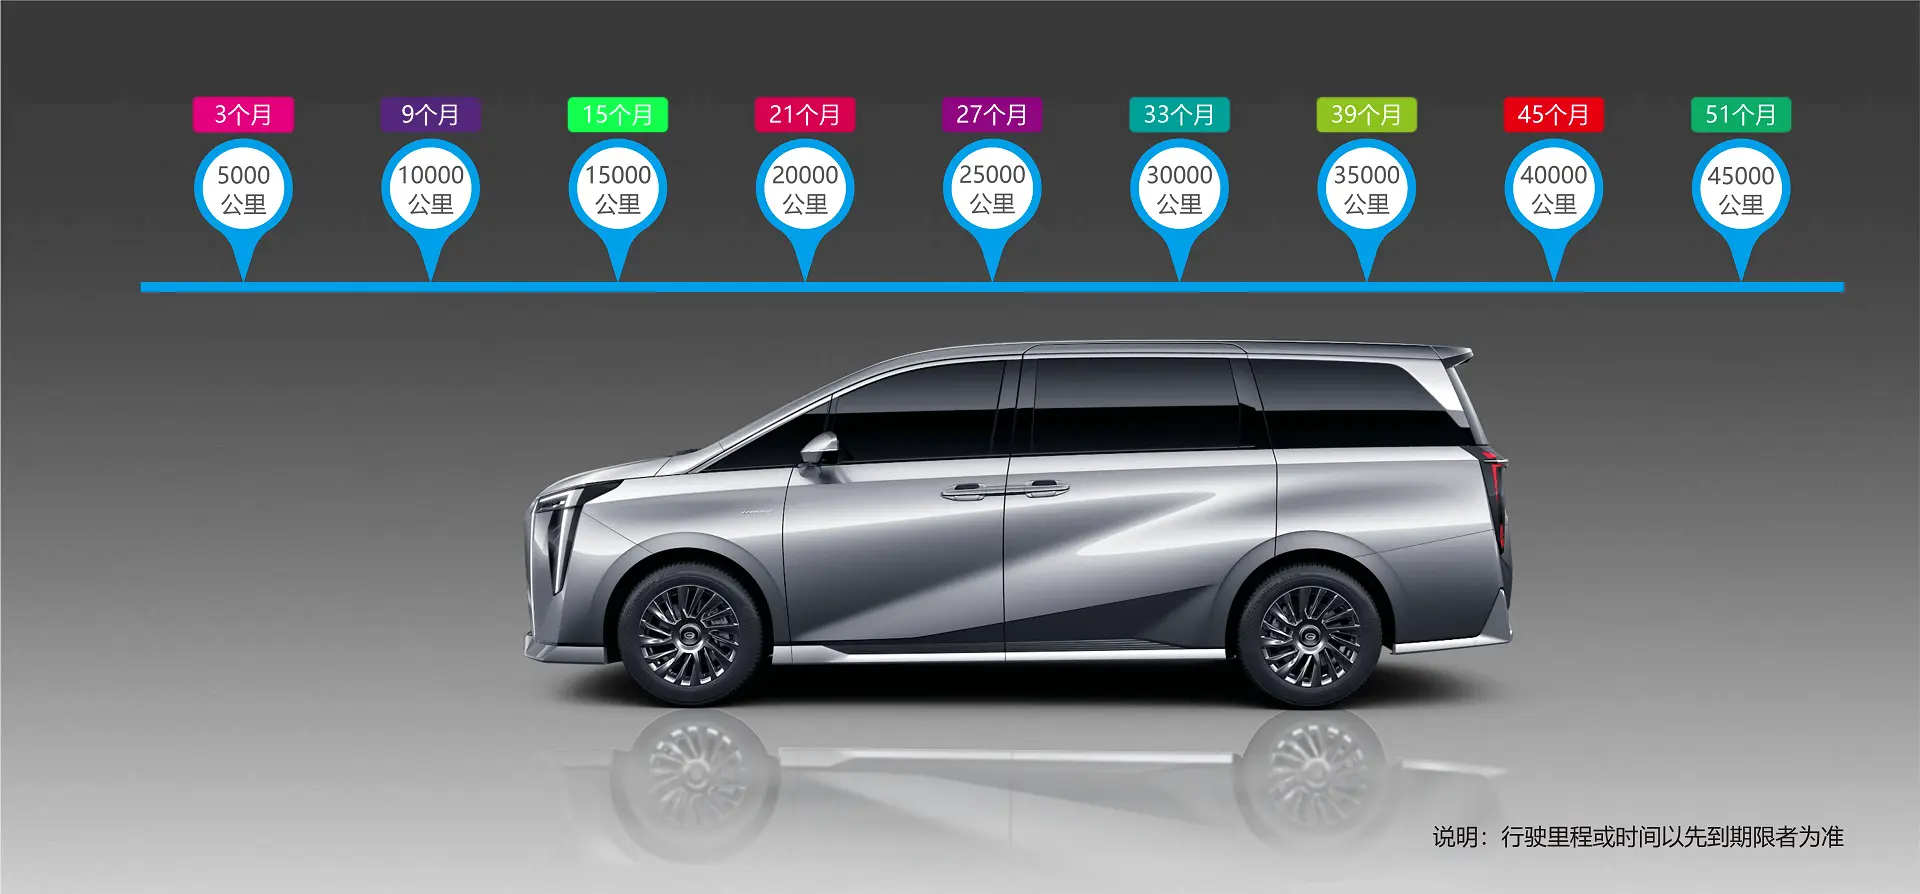 3个月
9个月
15个月
21个月
27个月
33个月
39个月
45个月
51个月
5000
公里
10000
公里
15000
公里
20000
公里
25000
公里
30000
公里
35000
公里
40000
公里
45000
公里
说明：行驶里程或时间以先到期限者为准